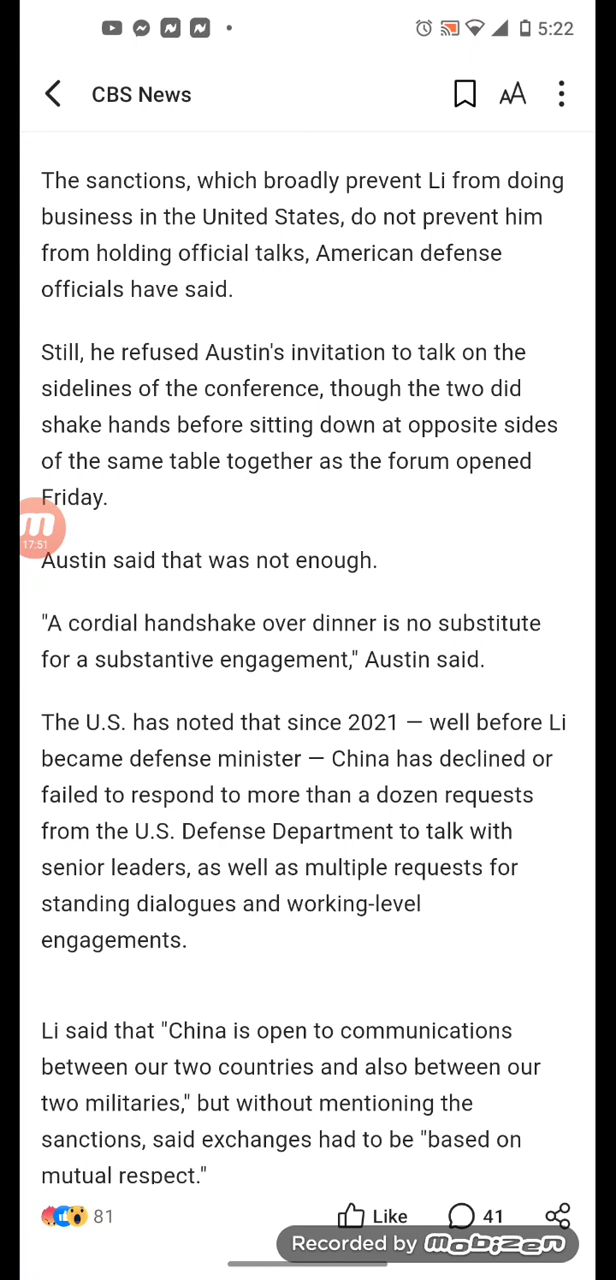 5:22
CBS News
AA
The sanctions, which broadly prevent Li from doing
business in the United States, do not prevent him
from holding official talks, American defense
officials have said.
Still, he refused Austin's invitation to talk on the
sidelines of the conference, though the two did
shake hands before sitting down at opposite sides
of the same table together as the forum opened
Friday.
17:51
Austin said that was not enough.
"A cordial handshake over dinner is no substitute
for a substantive engagement," Austin said.
The U.S. has noted that since 2021 — well before Li
became defense minister — China has declined or
failed to respond to more than a dozen requests
from the U.S. Defense Department to talk with
senior leaders, as well as multiple requests for
standing dialogues and working-level
engagements.
Li said that "China is open to communications
between our two countries and also between our
two militaries," but without mentioning the
sanctions, said exchanges had to be "based on
mutual respect."
81 Like 41
Recorded by mobizen